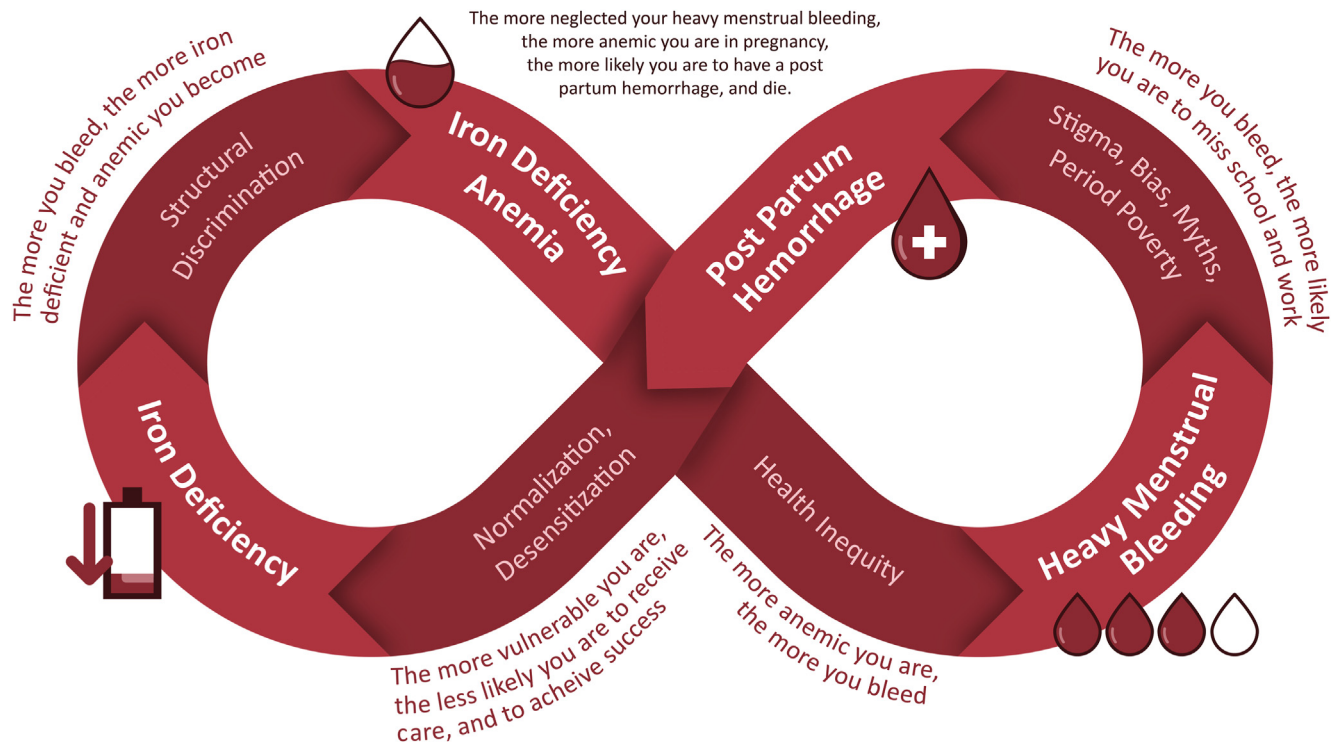 The more neglected your heavy menstrual bleeding,
the more anemic you are in pregnancy,
the more likely you are to have a post
partum hemorrhage, and die.
The more you bleed, the more iron
deficient and anemic you become
Structural
Discrimination
Iron Deficiency
Anemia
Post Partum
Hemorrhage
Stigma, Bias, Myths,
Period Poverty
The more you bleed, the more likely
you are to miss school and work
Iron Deficiency
Normalization,
Desensitization
Health Inequity
Heavy Menstrual
Bleeding
The more vulnerable you are,
the less likely you are to receive
care, and to acheive success
The more anemic you are,
the more you bleed